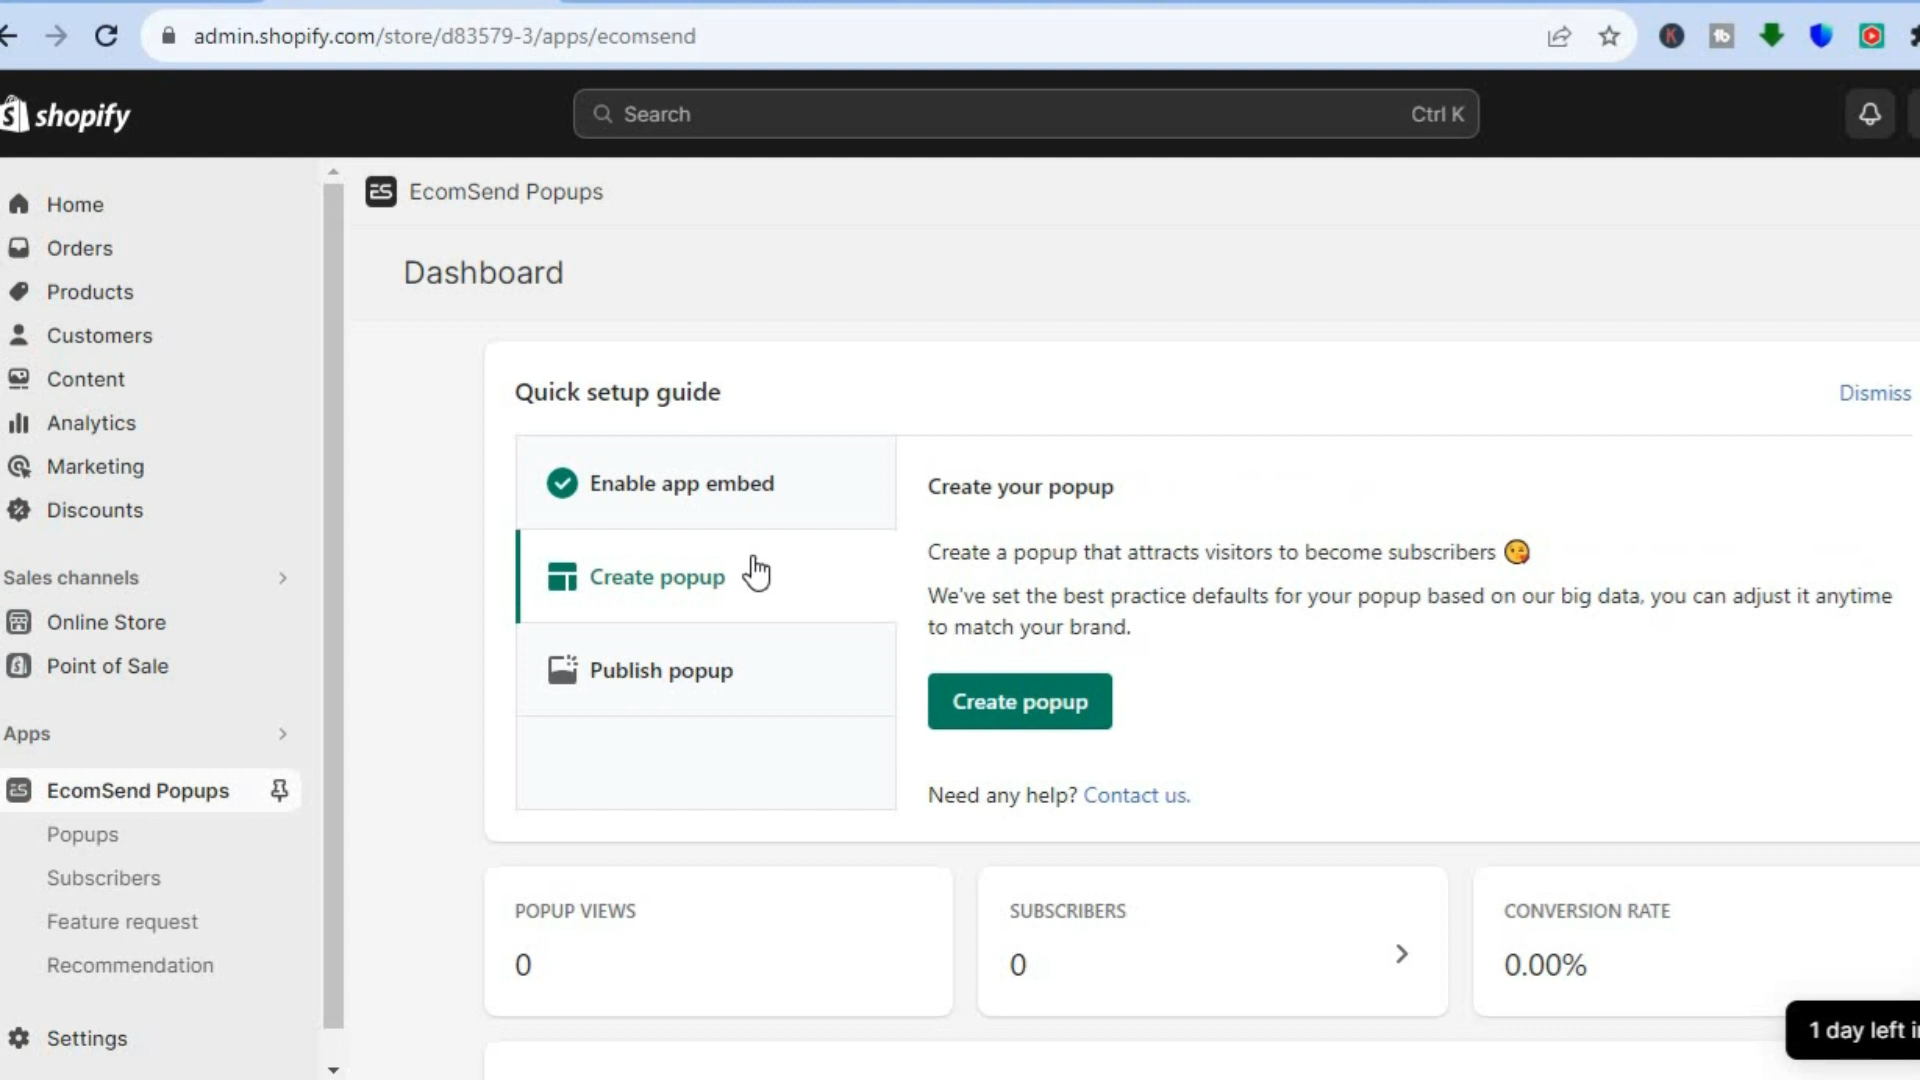 admin.shopify.com/store/d83579-3/apps/ecomsend
shopify
Search
Ctrl K
Home
Orders
Products
Customers
Content
Analytics
Marketing
Discounts
Sales channels
Online Store
Point of Sale
Apps
EcomSend Popups
Popups
Subscribers
Feature request
Recommendation
Settings
ES EcomSend Popups
Dashboard
Quick setup guide
Dismiss
Enable app embed
Create popup
Publish popup
Create your popup
Create a popup that attracts visitors to become subscribers 😘
We've set the best practice defaults for your popup based on our big data, you can adjust it anytime
to match your brand.
Create popup
Need any help? Contact us.
POPUP VIEWS
0
SUBSCRIBERS
0
CONVERSION RATE
0.00%
1 day left